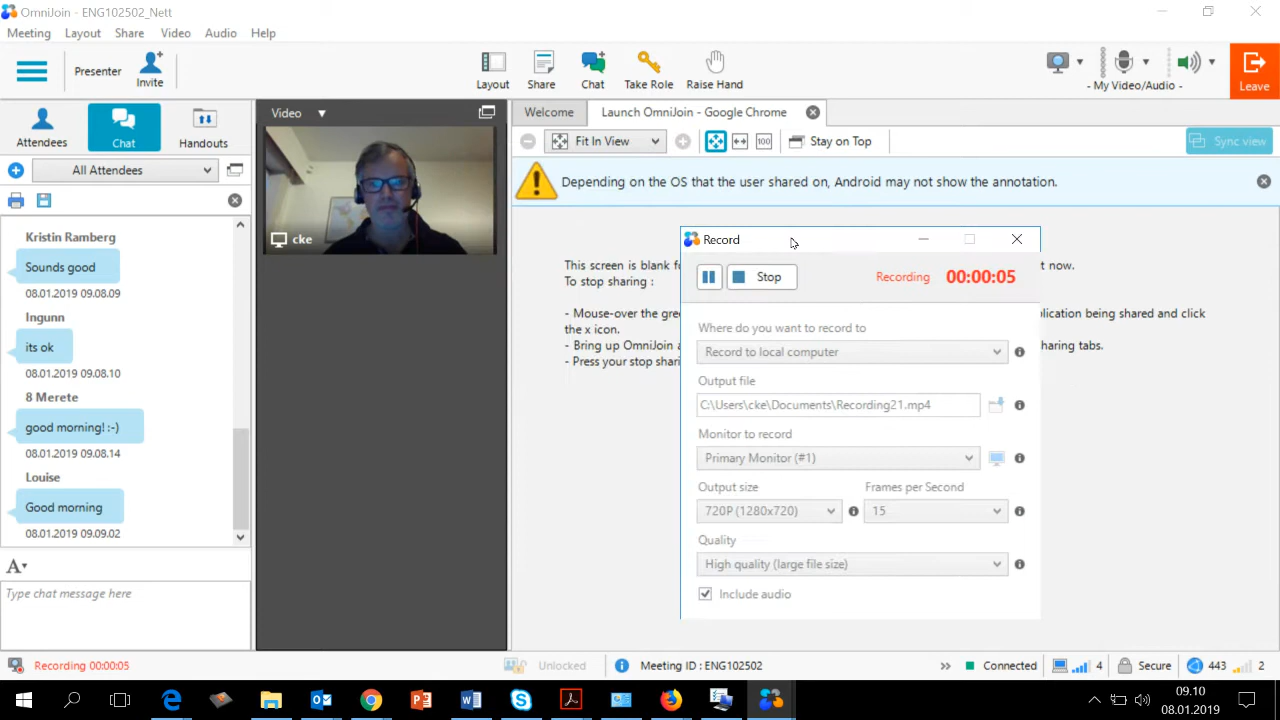 OmniJoin - ENG102502_Nett
Meeting Layout Share Video Audio Help
Presenter
Invite
Layout
Share
Chat
Take Role
Raise Hand
- My Video/Audio -
Leave
Attendees
Chat
Handouts
All Attendees
Kristin Ramberg
Sounds good
08.01.2019 09.08.09
Ingunn
its ok
08.01.2019 09.08.10
8 Merete
good morning! :-)
08.01.2019 09.08.14
Louise
Good morning
08.01.2019 09.09.02
A
Type chat message here
Video
cke
Welcome
Launch OmniJoin - Google Chrome
Fit In View
100
Stay on Top
Sync view
Depending on the OS that the user shared on, Android may not show the annotation.
This screen is blank f
t now.
To stop sharing :
- Mouse-over the gre
plication being shared and click
the x icon.
- Bring up OmniJoin a
sharing tabs.
- Press your stop shari
Record
Stop
Recording
00:00:05
Where do you want to record to
Record to local computer
Output file
C:\Users\cke\Documents\Recording21.mp4
Monitor to record
Primary Monitor (#1)
Output size
Frames per Second
720P (1280x720)
15
Quality
High quality (large file size)
Include audio
Recording 00:00:05
Unlocked
Meeting ID : ENG102502
Connected
4
Secure
443
2
09.10
08.01.2019